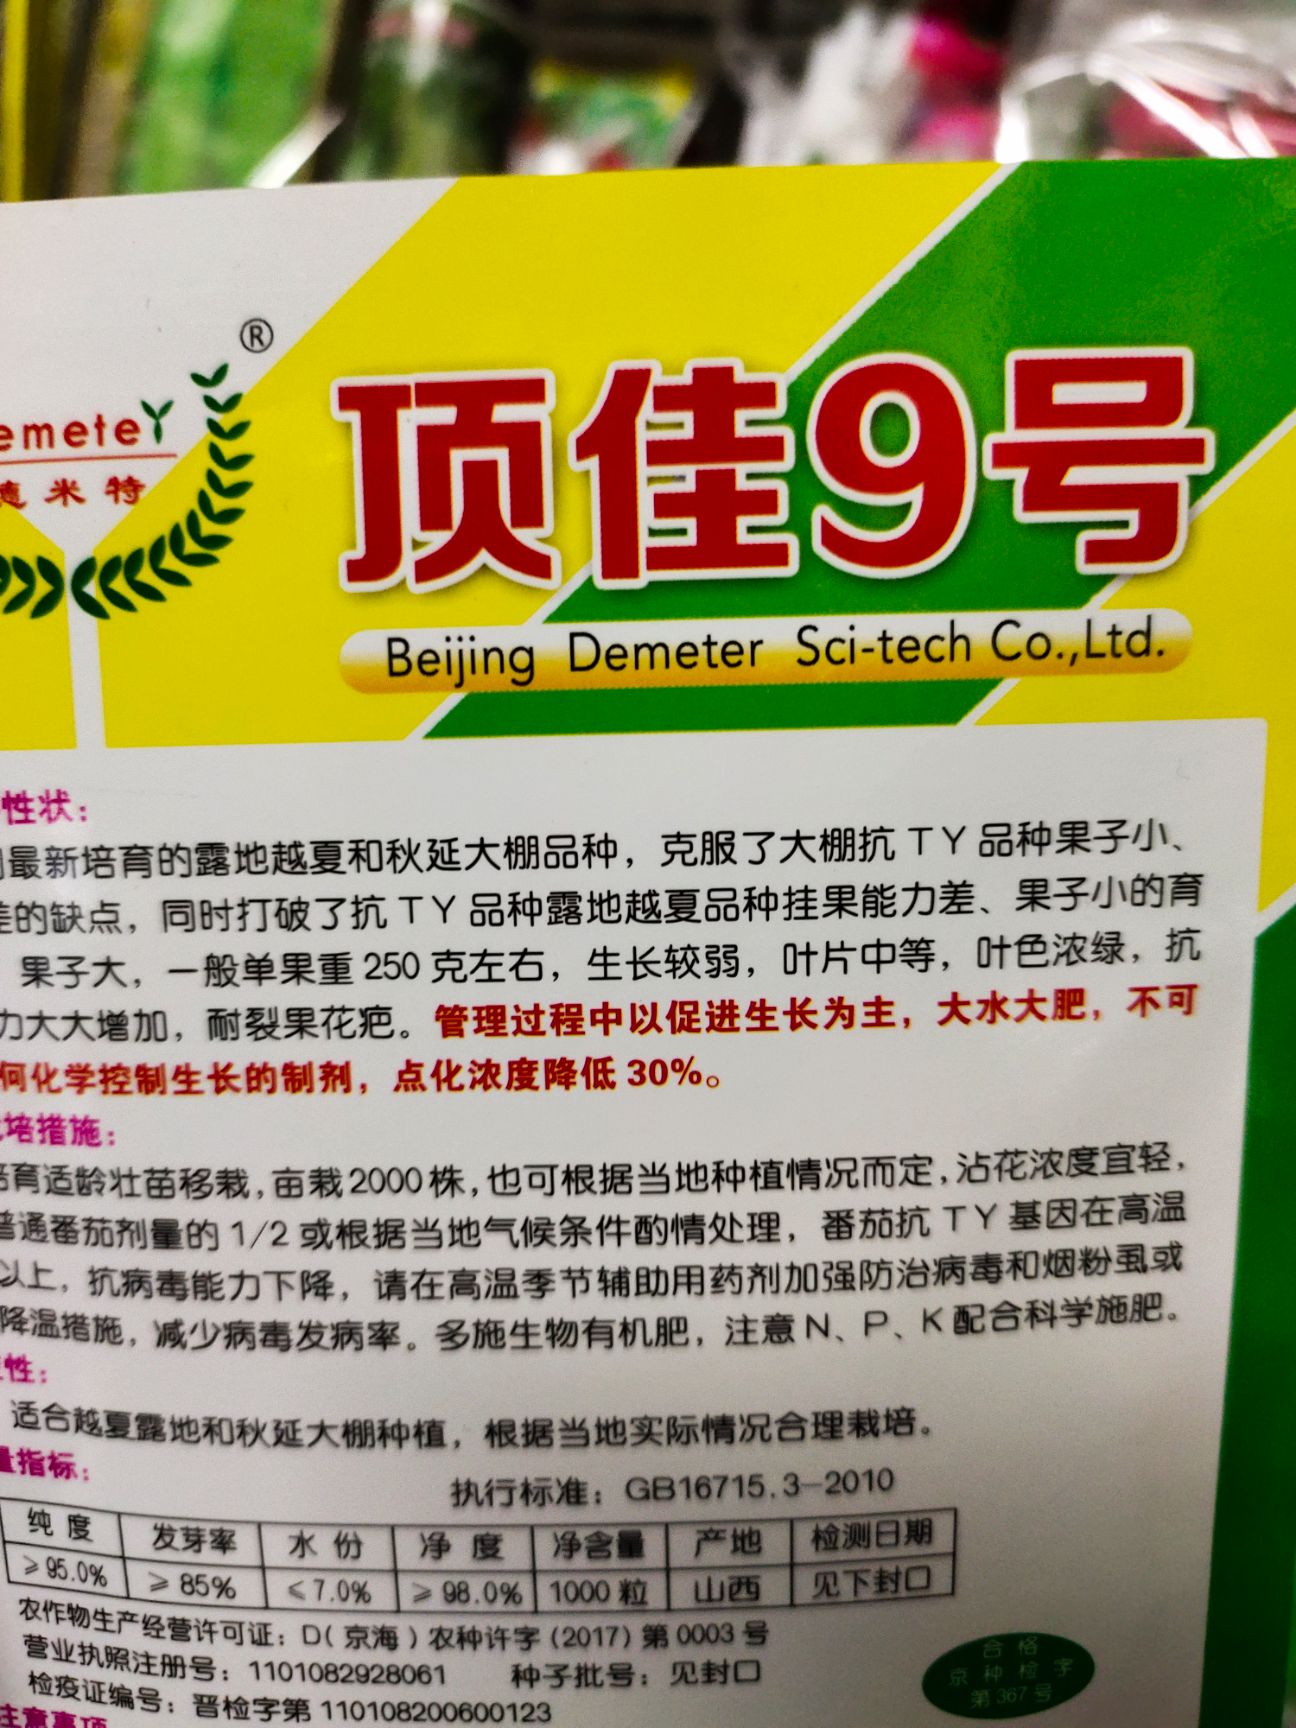 ®
emeteY
德米特
顶佳9号
Beijing Demeter Sci-tech Co.,Ltd.
性状：
最新培育的露地越夏和秋延大棚品种，克服了大棚抗TY品种果子小、
差的缺点，同时打破了抗TY品种露地越夏品种挂果能力差、果子小的育
果子大，一般单果重250克左右，生长较弱，叶片中等，叶色浓绿，抗
力大大增加，耐裂果花疤。管理过程中以促进生长为主，大水大肥，不可
何化学控制生长的制剂，点化浓度降低30%。
培措施：
培育适龄壮苗移栽，亩栽2000株，也可根据当地种植情况而定，沾花浓度宜轻，
普通番茄剂量的1/2或根据当地气候条件酌情处理，番茄抗TY基因在高温
以上，抗病毒能力下降，请在高温季节辅助用药剂加强防治病毒和烟粉虱或
降温措施，减少病毒发病率。多施生物有机肥，注意N、P、K配合科学施肥。
性：
适合越夏露地和秋延大棚种植，根据当地实际情况合理栽培。
量指标：
执行标准：GB16715.3-2010
纯度 发芽率 水份 净度 净含量 产地 检测日期
≥95.0% ≥85% ≤7.0% ≥98.0% 1000粒 山西 见下封口
农作物生产经营许可证：D(京海)农种许字(2017)第0003号
营业执照注册号：1101082928061 种子批号：见封口
检疫证编号：晋检字第110108200600123
合格
京种检字
第367号
注意事项